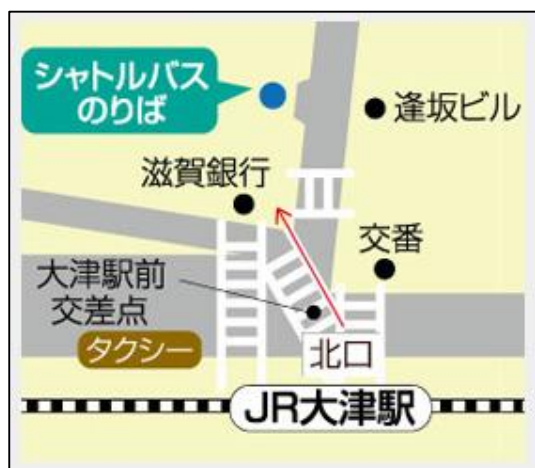 シャトルバス
のりば
逢坂ビル
滋賀銀行
交番
大津駅前
交差点
タクシー
北口
JR大津駅